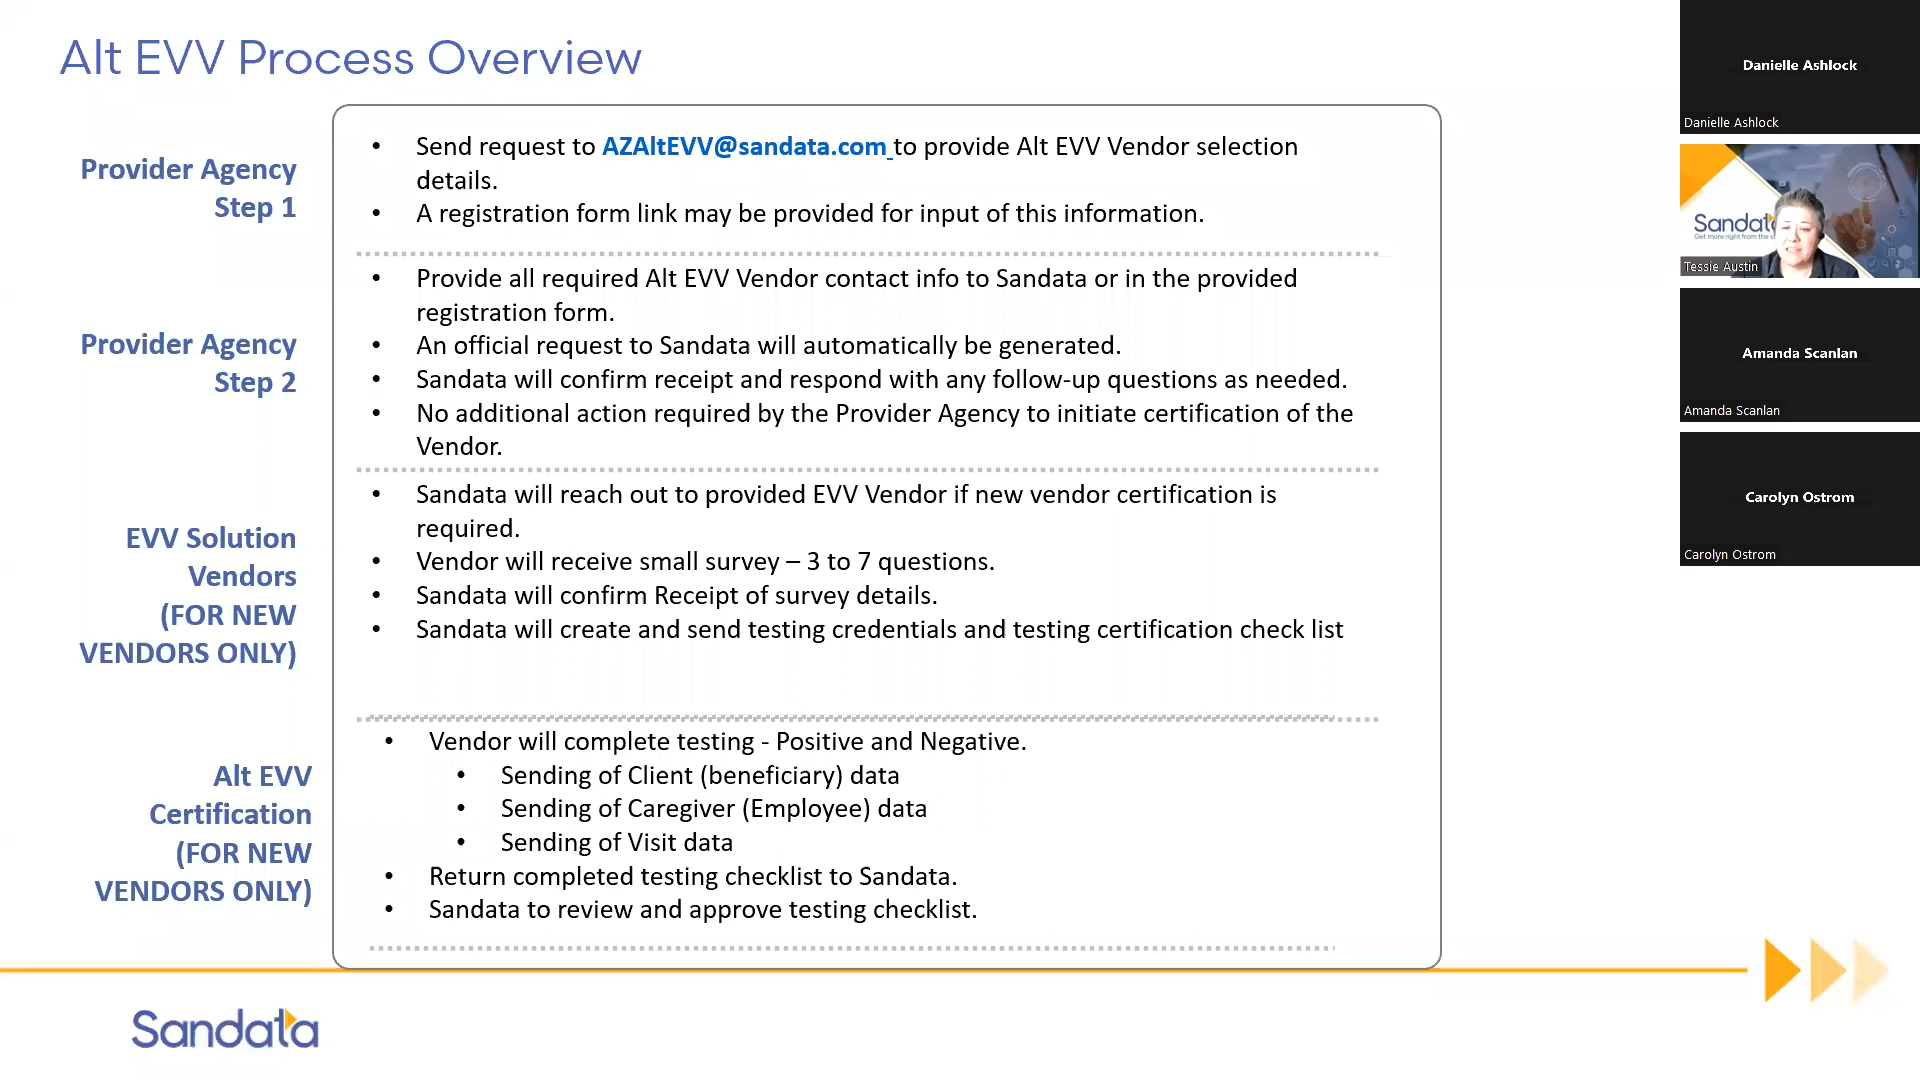 Alt EVV Process Overview
Provider Agency
Step 1
• Send request to AZAltEVV@sandata.com to provide Alt EVV Vendor selection
details.
• A registration form link may be provided for input of this information.
Provider Agency
Step 2
• Provide all required Alt EVV Vendor contact info to Sandata or in the provided
registration form.
• An official request to Sandata will automatically be generated.
• Sandata will confirm receipt and respond with any follow-up questions as needed.
• No additional action required by the Provider Agency to initiate certification of the
Vendor.
EVV Solution
Vendors
(FOR NEW
VENDORS ONLY)
• Sandata will reach out to provided EVV Vendor if new vendor certification is
required.
• Vendor will receive small survey – 3 to 7 questions.
• Sandata will confirm Receipt of survey details.
• Sandata will create and send testing credentials and testing certification check list
Alt EVV
Certification
(FOR NEW
VENDORS ONLY)
• Vendor will complete testing - Positive and Negative.
• Sending of Client (beneficiary) data
• Sending of Caregiver (Employee) data
• Sending of Visit data
• Return completed testing checklist to Sandata.
• Sandata to review and approve testing checklist.
Sandata
Danielle Ashlock
Danielle Ashlock
Get more right from the
Tessie Austin
Amanda Scanlan
Amanda Scanlan
Carolyn Ostrom
Carolyn Ostrom